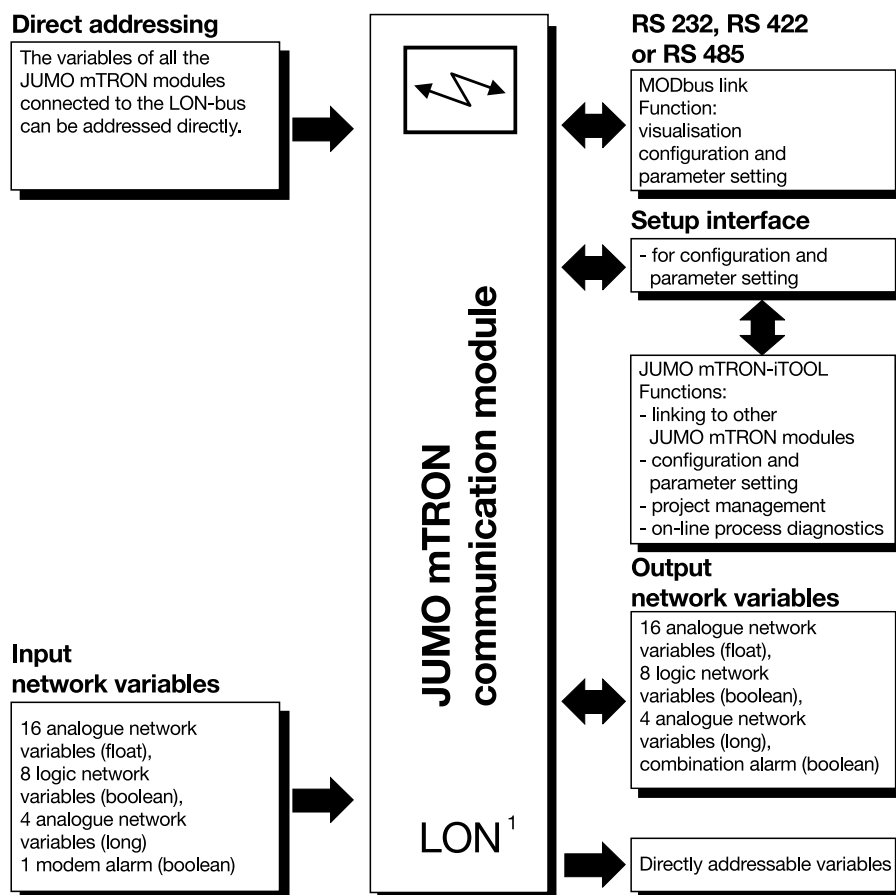 Direct addressing
The variables of all the
JUMO mTRON modules
connected to the LON-bus
can be addressed directly.
Input
network variables
16 analogue network
variables (float),
8 logic network
variables (boolean),
4 analogue network
variables (long)
1 modem alarm (boolean)
JUMO mTRON
communication module
LON 1
RS 232, RS 422
or RS 485
MODbus link
Function:
visualisation
configuration and
parameter setting
Setup interface
- for configuration and
parameter setting
JUMO mTRON-iTOOL
Functions:
- linking to other
JUMO mTRON modules
- configuration and
parameter setting
- project management
- on-line process diagnostics
Output
network variables
16 analogue network
variables (float),
8 logic network
variables (boolean),
4 analogue network
variables (long),
combination alarm (boolean)
Directly addressable variables